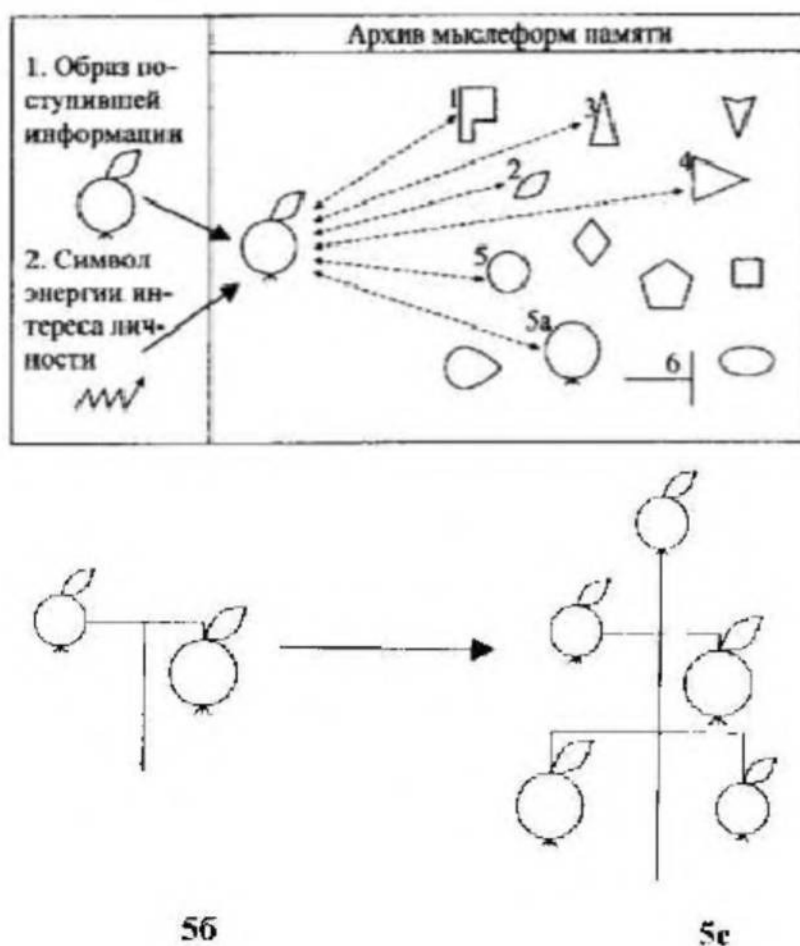 Архив мыслеформ памяти
1. Образ по-
ступившей
информации
2. Символ
энергии ин-
тереса лич-
ности
1
3
2
4
5
5а
6
5б
5с